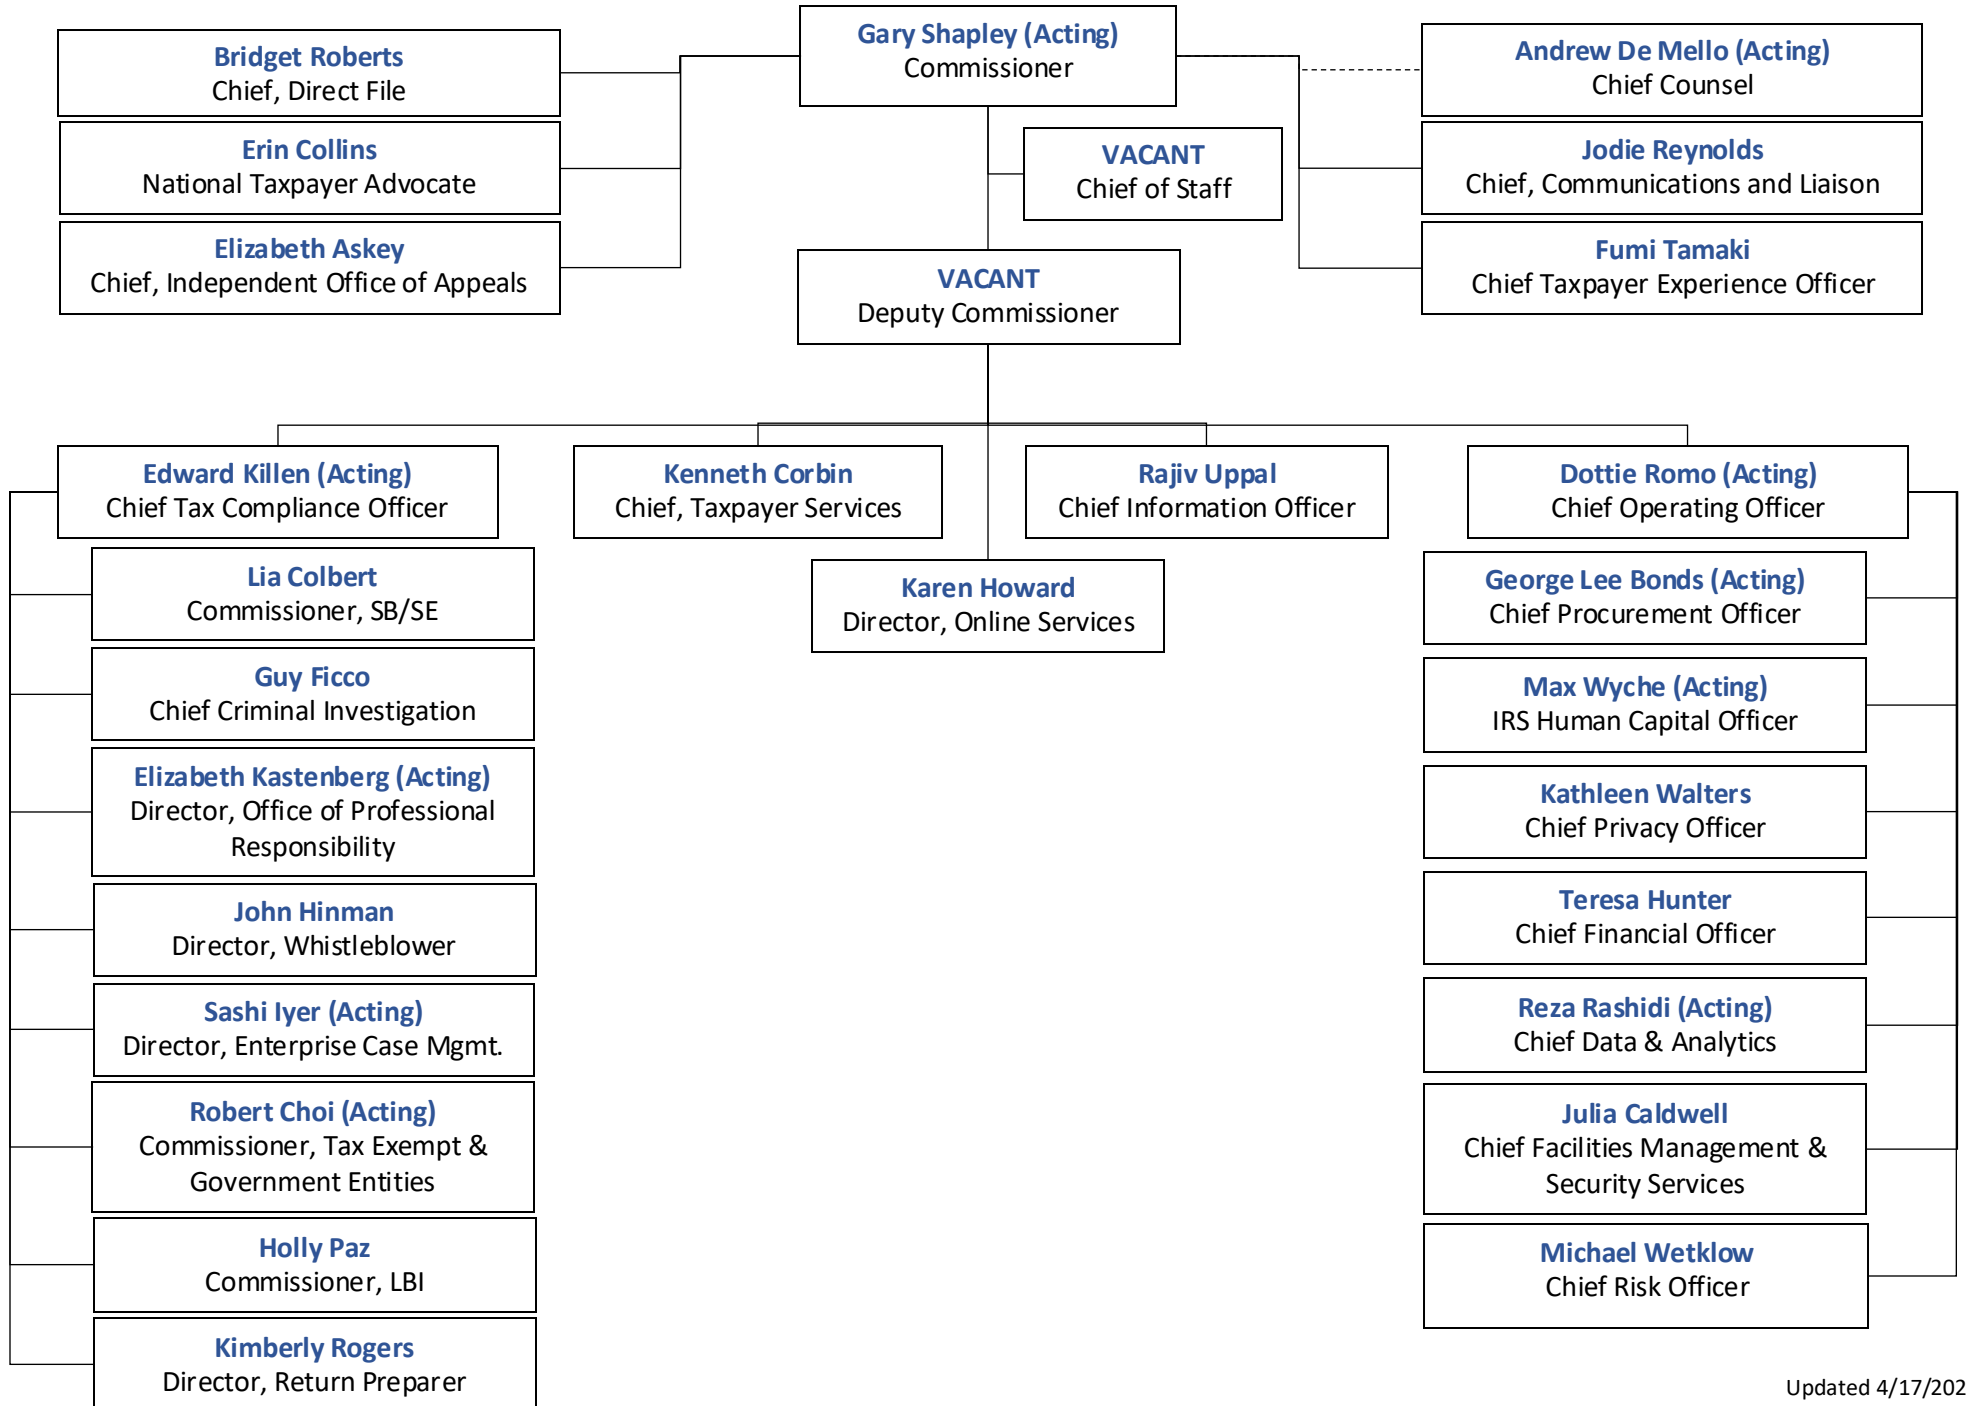 Gary Shapley (Acting)
Commissioner
Bridget Roberts
Chief, Direct File
Erin Collins
National Taxpayer Advocate
Elizabeth Askey
Chief, Independent Office of Appeals
VACANT
Chief of Staff
VACANT
Deputy Commissioner
Andrew De Mello (Acting)
Chief Counsel
Jodie Reynolds
Chief, Communications and Liaison
Fumi Tamaki
Chief Taxpayer Experience Officer
Edward Killen (Acting)
Chief Tax Compliance Officer
Kenneth Corbin
Chief, Taxpayer Services
Rajiv Uppal
Chief Information Officer
Dottie Romo (Acting)
Chief Operating Officer
Karen Howard
Director, Online Services
Lia Colbert
Commissioner, SB/SE
Guy Ficco
Chief Criminal Investigation
Elizabeth Kastenberg (Acting)
Director, Office of Professional
Responsibility
John Hinman
Director, Whistleblower
Sashi Iyer (Acting)
Director, Enterprise Case Mgmt.
Robert Choi (Acting)
Commissioner, Tax Exempt &
Government Entities
Holly Paz
Commissioner, LBI
Kimberly Rogers
Director, Return Preparer
George Lee Bonds (Acting)
Chief Procurement Officer
Max Wyche (Acting)
IRS Human Capital Officer
Kathleen Walters
Chief Privacy Officer
Teresa Hunter
Chief Financial Officer
Reza Rashidi (Acting)
Chief Data & Analytics
Julia Caldwell
Chief Facilities Management &
Security Services
Michael Wetklow
Chief Risk Officer
Updated 4/17/202